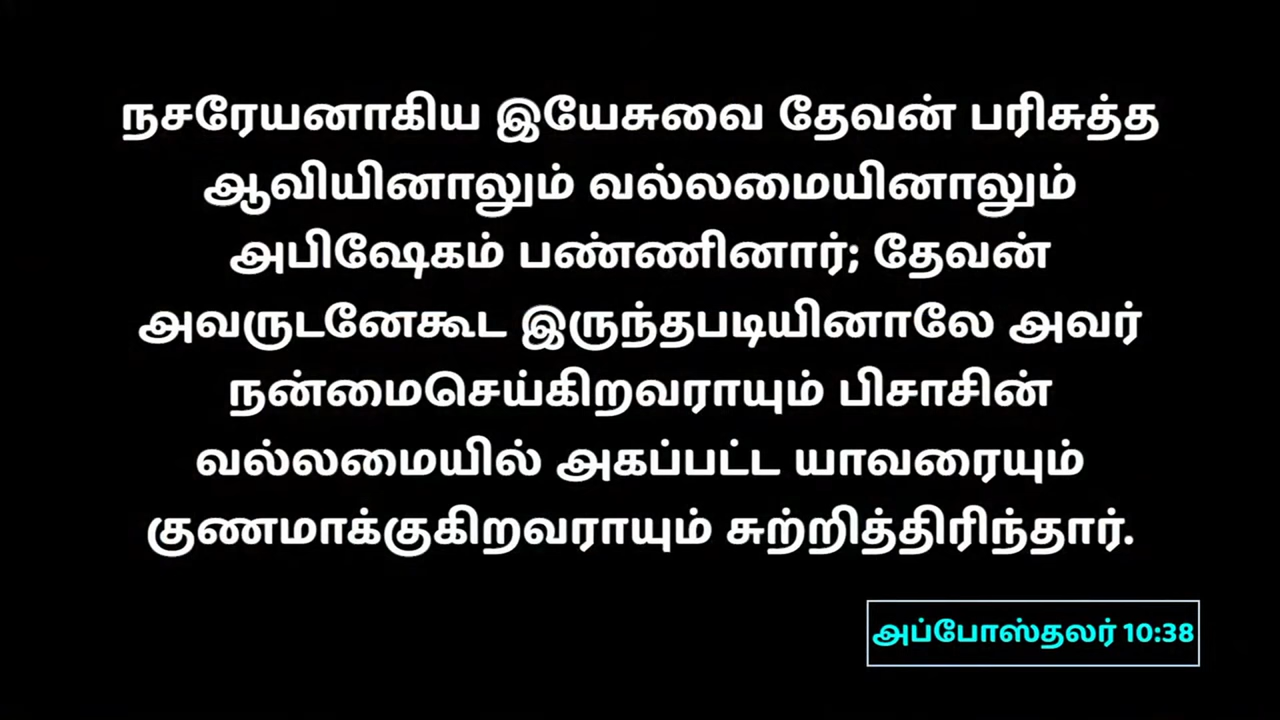 நசரேயனாகிய இயேசுவை தேவன் பரிசுத்த
ஆவியினாலும் வல்லமையினாலும்
அபிஷேகம் பண்ணினார்; தேவன்
அவருடனேகூட இருந்தபடியினாலே அவர்
நன்மைசெய்கிறவராயும் பிசாசின்
வல்லமையில் அகப்பட்ட யாவரையும்
குணமாக்குகிறவராயும் சுற்றித்திரிந்தார்.
அப்போஸ்தலர் 10:38